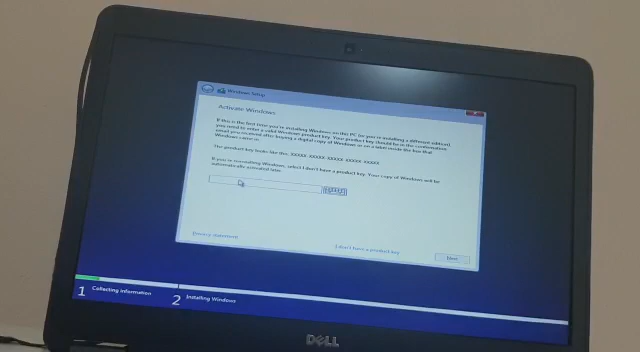 Windows Setup
Activate Windows
If this is the first time you're installing Windows on this PC (or you're installing a different edition)
you need to enter a valid Windows product key. Your product key should be in the confirmation
email you received after buying a digital copy of Windows or on a label inside the box that
Windows came in.
The product key looks like this: XXXXX-XXXXX-XXXXX-XXXXX-XXXXX
If you're reinstalling Windows, select I don't have a product key. Your copy of Windows will be
automatically activated later.
Privacy statement
I don't have a product key
Next
1 Collecting information
2 Installing Windows
DELL